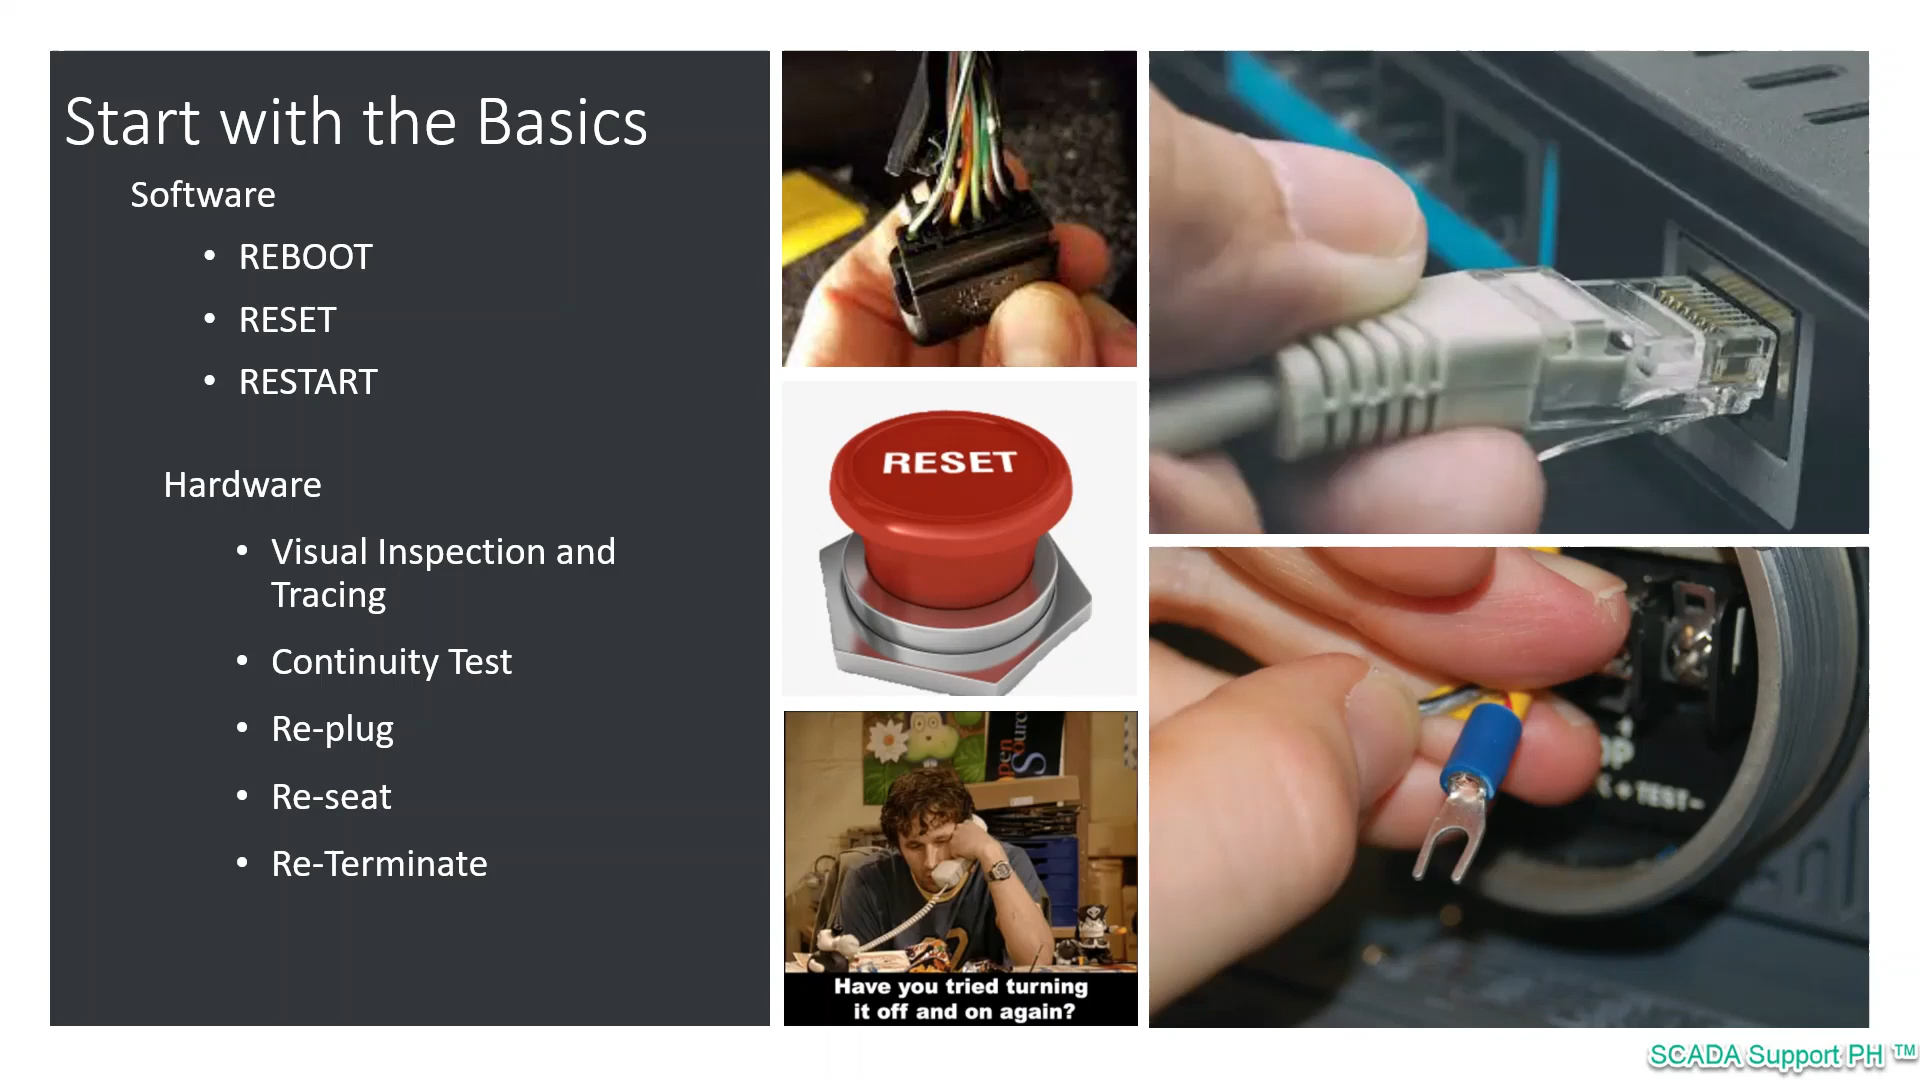 Start with the Basics
Software
• REBOOT
• RESET
• RESTART
Hardware
• Visual Inspection and
Tracing
• Continuity Test
• Re-plug
• Re-seat
• Re-Terminate
RESET
Have you tried turning
it off and on again?
TEST-
SCADA Support PH ™